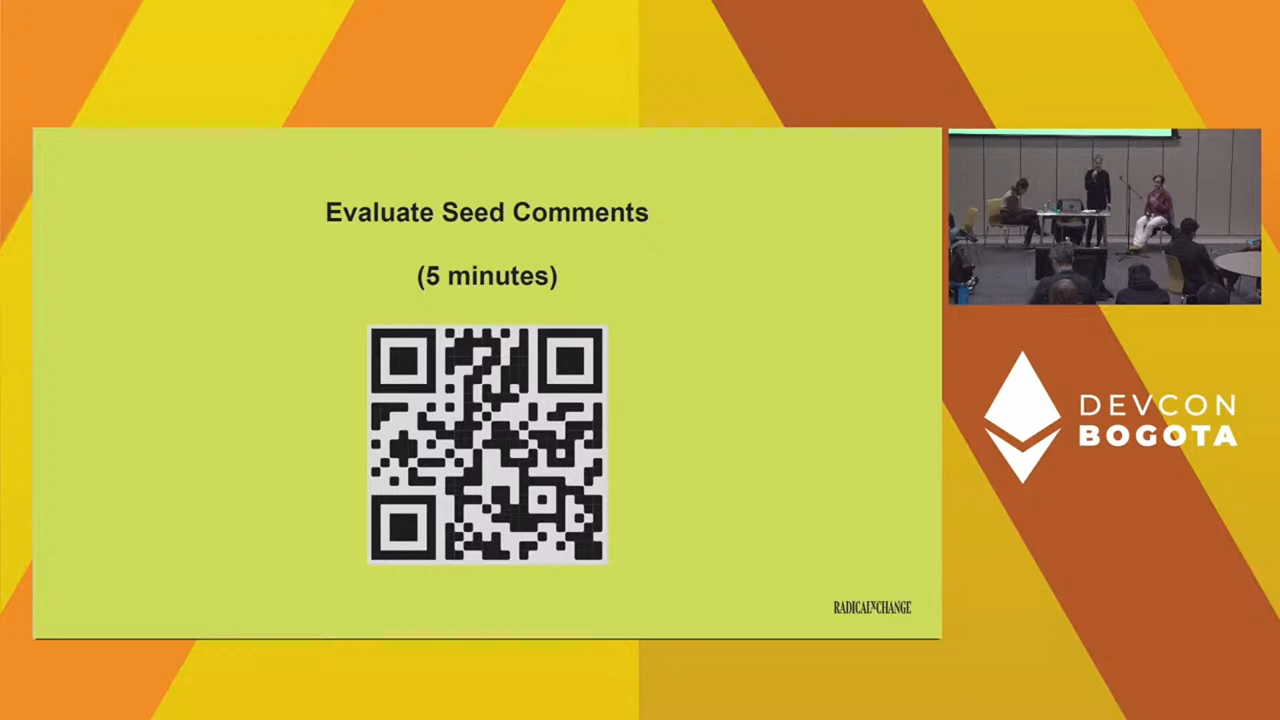 Evaluate Seed Comments
(5 minutes)
RADICALXCHANGE
DEVCON
BOGOTA